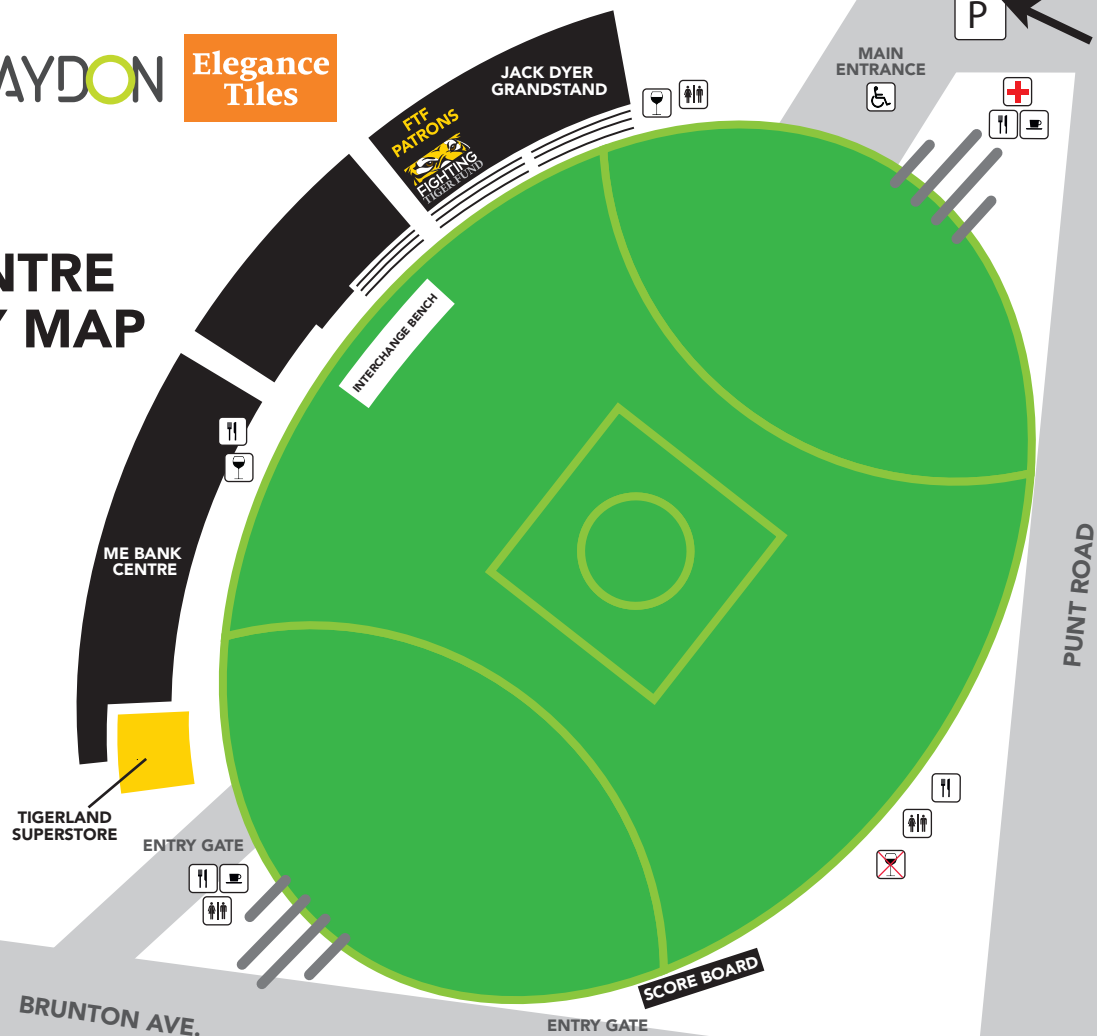 AYDON
Elegance
Tiles
NTRE
Y MAP
P
MAIN
ENTRANCE
JACK DYER
GRANDSTAND
FTF
PATRONS
FIGHTING
TIGER FUND
INTERCHANGE BENCH
ME BANK
CENTRE
PUNT ROAD
TIGERLAND
SUPERSTORE
ENTRY GATE
SCORE BOARD
BRUNTON AVE.
ENTRY GATE